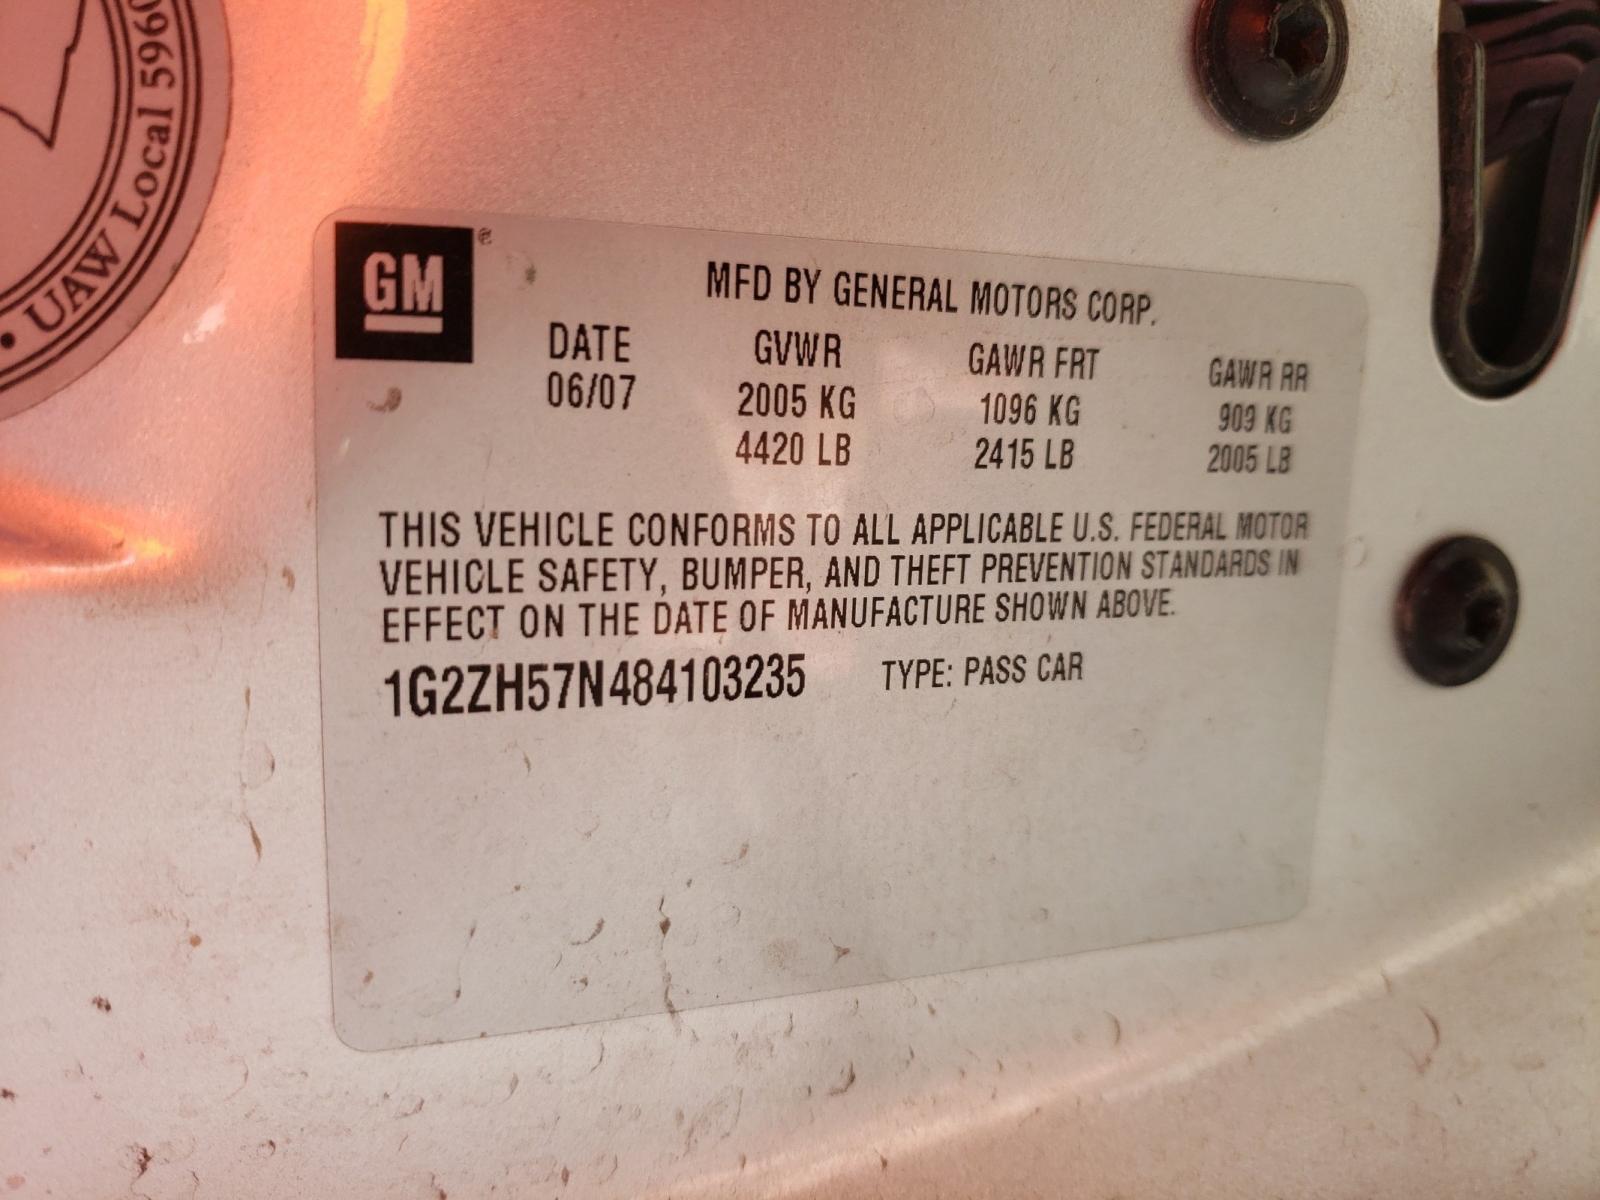 • UAW Local 5960
GM
®
MFD BY GENERAL MOTORS CORP.
DATE GVWR GAWR FRT GAWR RR
06/07 2005 KG 1096 KG 909 KG
4420 LB 2415 LB 2005 LB
THIS VEHICLE CONFORMS TO ALL APPLICABLE U.S. FEDERAL MOTOR
VEHICLE SAFETY, BUMPER, AND THEFT PREVENTION STANDARDS IN
EFFECT ON THE DATE OF MANUFACTURE SHOWN ABOVE.
1G2ZH57N484103235 TYPE: PASS CAR